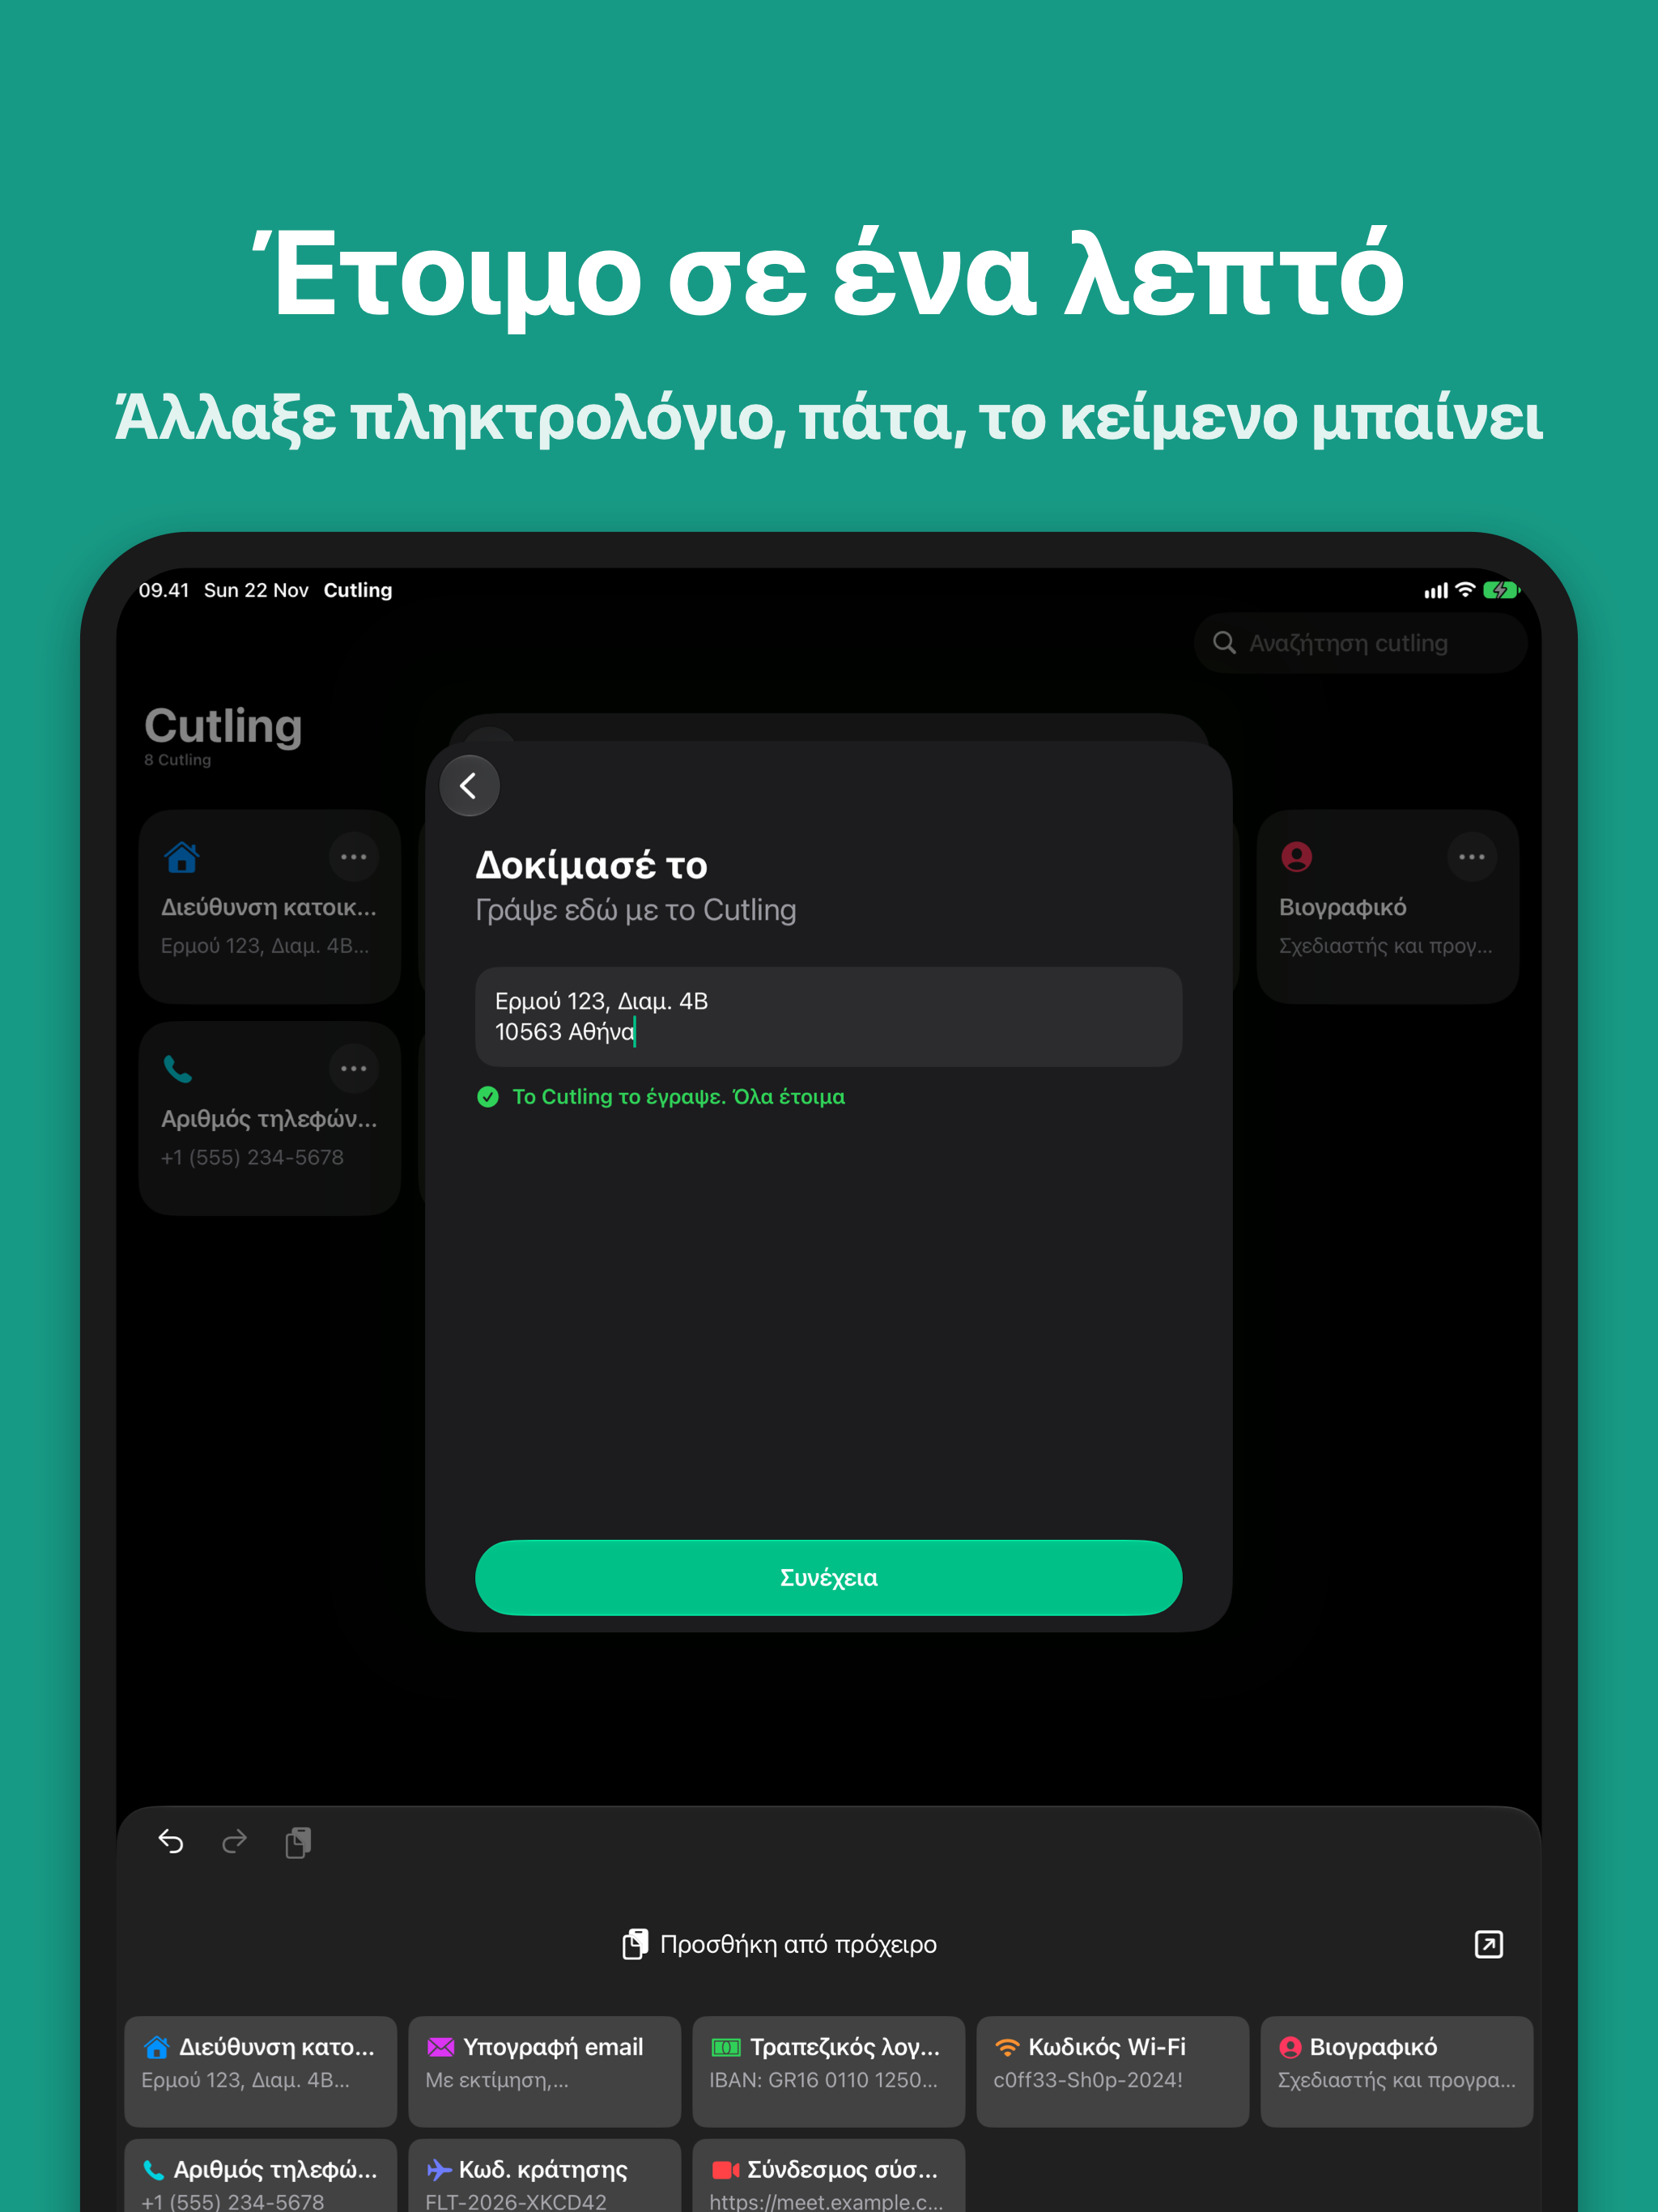 Έτοιμο σε ένα λεπτό
Άλλαξε πληκτρολόγιο, πάτα, το κείμενο μπαίνει
09.41 Sun 22 Nov Cutling
Αναζήτηση cutling
Cutling
8 Cutling
Διεύθυνση κατοικ...
Ερμού 123, Διαμ. 4Β...
Βιογραφικό
Σχεδιαστής και προγ...
Αριθμός τηλεφών...
+1 (555) 234-5678
Δοκίμασέ το
Γράψε εδώ με το Cutling
Ερμού 123, Διαμ. 4Β
10563 Αθήνα
Το Cutling το έγραψε. Όλα έτοιμα
Συνέχεια
Προσθήκη από πρόχειρο
Διεύθυνση κατο...
Ερμού 123, Διαμ. 4Β...
Υπογραφή email
Με εκτίμηση,...
Τραπεζικός λογ...
IBAN: GR16 0110 1250...
Κωδικός Wi-Fi
c0ff33-Sh0p-2024!
Βιογραφικό
Σχεδιαστής και προγρα...
Αριθμός τηλεφώ...
+1 (555) 234-5678
Κωδ. κράτησης
FLT-2026-XKCD42
Σύνδεσμος σύσ...
https://meet.example.c...